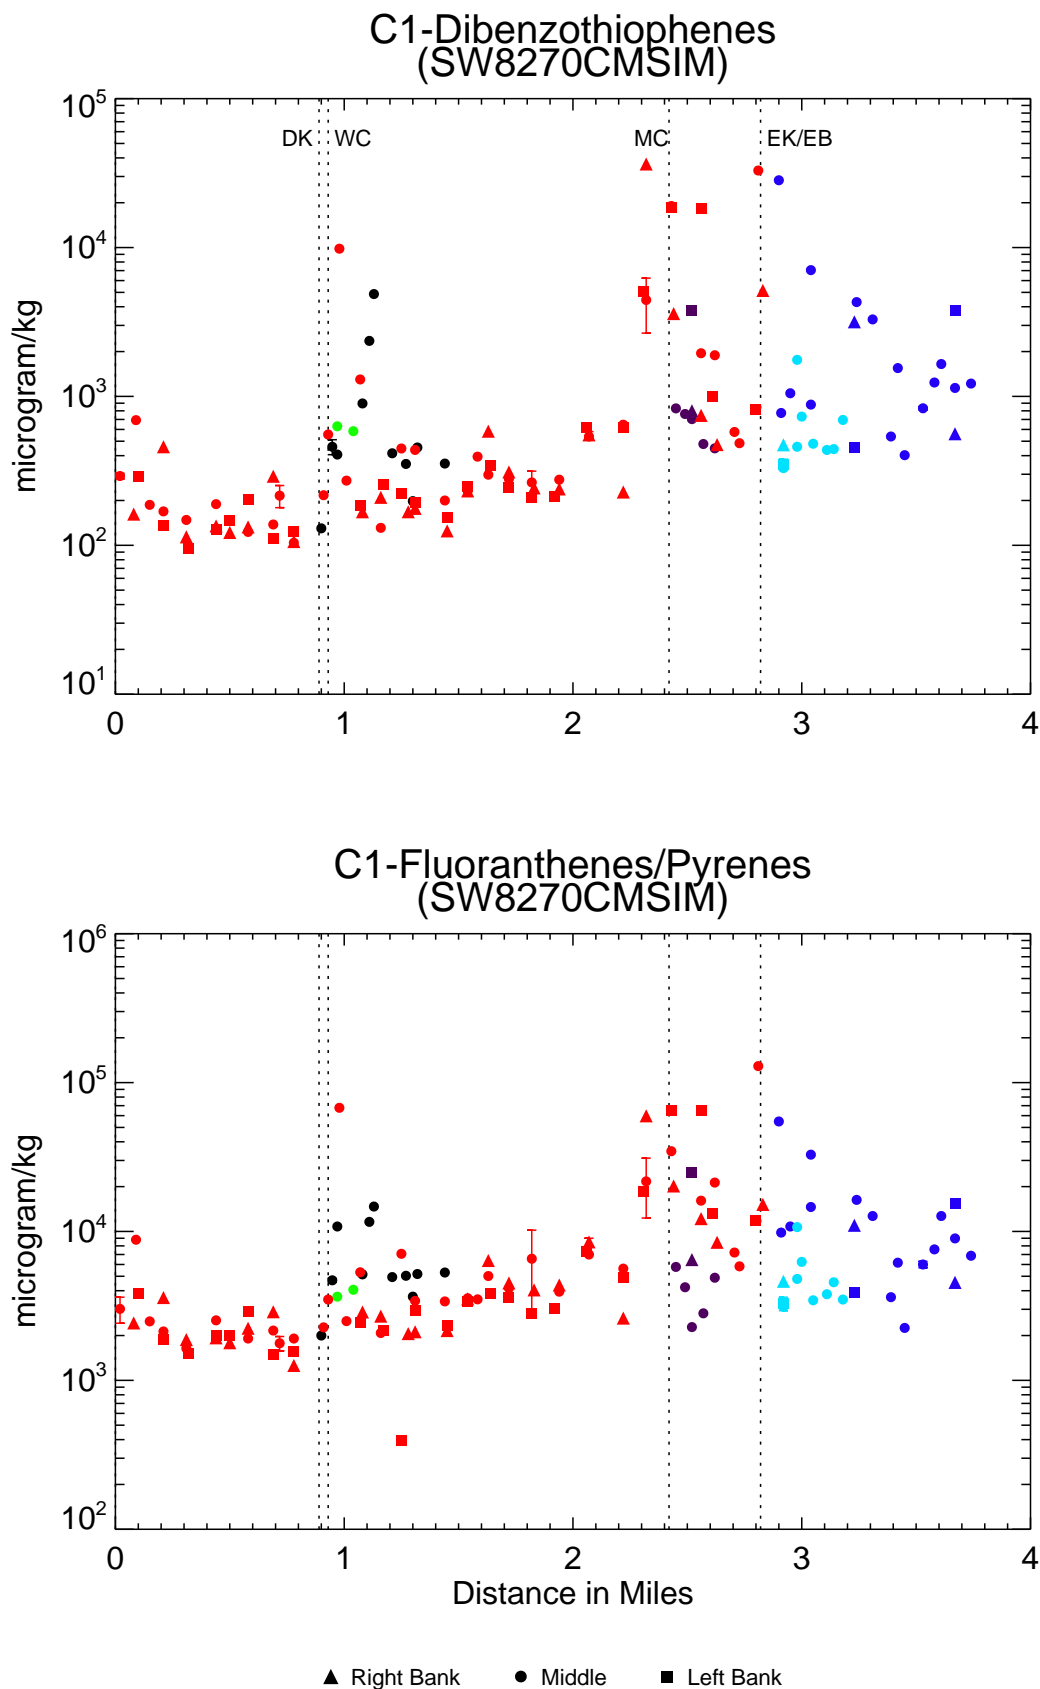 C1-Dibenzothiophenes
(SW8270CMSIM)
10^5
DK WC MC EK/EB
10^4
microgram/kg
10^3
10^2
10^1
0 1 2 3 4
C1-Fluoranthenes/Pyrenes
(SW8270CMSIM)
10^6
10^5
microgram/kg
10^4
10^3
10^2
0 1 2 3 4
Distance in Miles
Right Bank Middle Left Bank